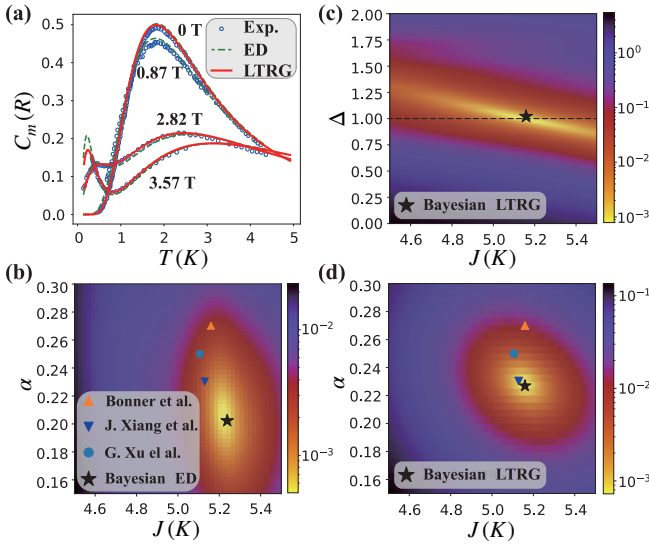 (a)
0.5
0.4
0.3
0.2
0.1
0.0
C_m (R)
0 T
0.87 T
2.82 T
3.57 T
Exp.
ED
LTRG
0 1 2 3 4 5
T (K)
(c)
2.00
1.75
1.50
1.25
1.00
0.75
0.50
0.25
0.00
Δ
Bayesian LTRG
4.6 4.8 5.0 5.2 5.4
J (K)
10^0
10^-1
10^-2
10^-3
(b)
0.30
0.28
0.26
0.24
0.22
0.20
0.18
0.16
α
Bonner et al.
J. Xiang et al.
G. Xu el al.
Bayesian ED
4.6 4.8 5.0 5.2 5.4
J (K)
10^-2
10^-3
(d)
0.30
0.28
0.26
0.24
0.22
0.20
0.18
0.16
α
Bayesian LTRG
4.6 4.8 5.0 5.2 5.4
J (K)
10^-1
10^-2
10^-3